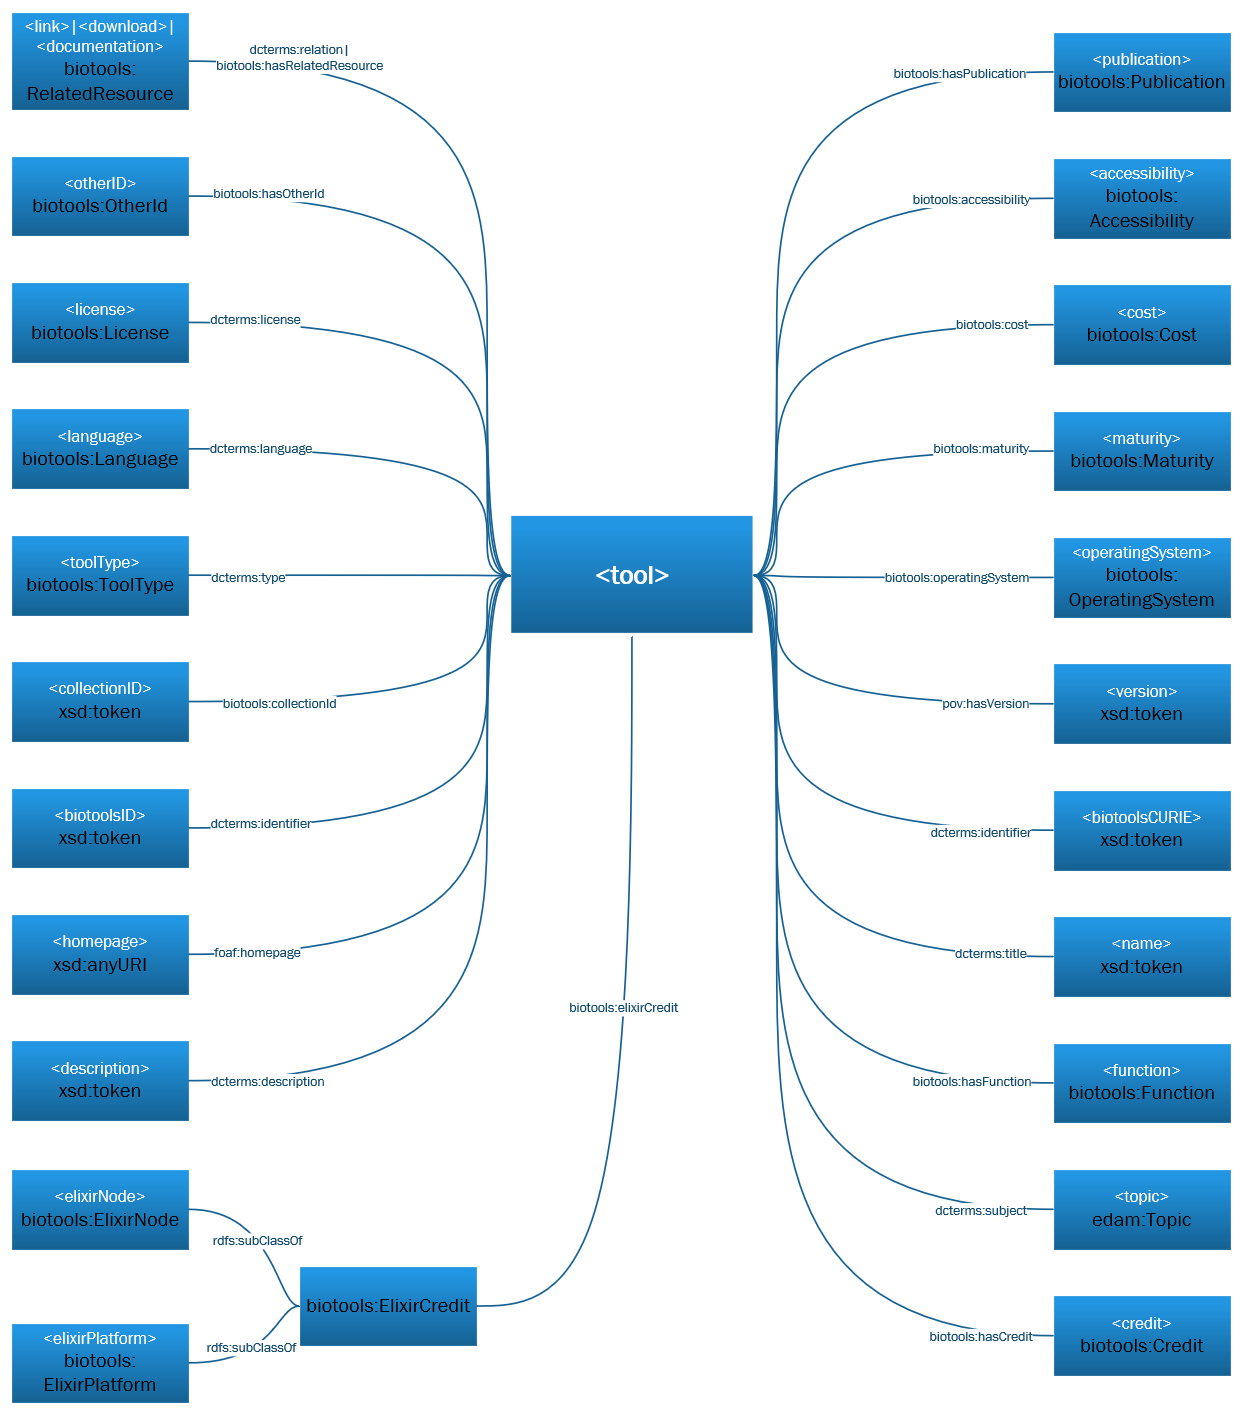 <link>|<download>|
<documentation>
biotools:
RelatedResource
dcterms:relation|
biotools:hasRelatedResource
<otherID>
biotools:OtherId
biotools:hasOtherId
<license>
biotools:License
dcterms:license
<language>
biotools:Language
dcterms:language
<toolType>
biotools:ToolType
dcterms:type
<collectionID>
xsd:token
biotools:collectionId
<biotoolsID>
xsd:token
dcterms:identifier
<homepage>
xsd:anyURI
foaf:homepage
<description>
xsd:token
dcterms:description
<elixirNode>
biotools:ElixirNode
rdfs:subClassOf
<elixirPlatform>
biotools:
ElixirPlatform
rdfs:subClassOf
biotools:ElixirCredit
biotools:elixirCredit
<tool>
biotools:hasPublication
<publication>
biotools:Publication
biotools:accessibility
<accessibility>
biotools:
Accessibility
biotools:cost
<cost>
biotools:Cost
biotools:maturity
<maturity>
biotools:Maturity
biotools:operatingSystem
<operatingSystem>
biotools:
OperatingSystem
pov:hasVersion
<version>
xsd:token
dcterms:identifier
<biotoolsCURIE>
xsd:token
dcterms:title
<name>
xsd:token
biotools:hasFunction
<function>
biotools:Function
dcterms:subject
<topic>
edam:Topic
biotools:hasCredit
<credit>
biotools:Credit